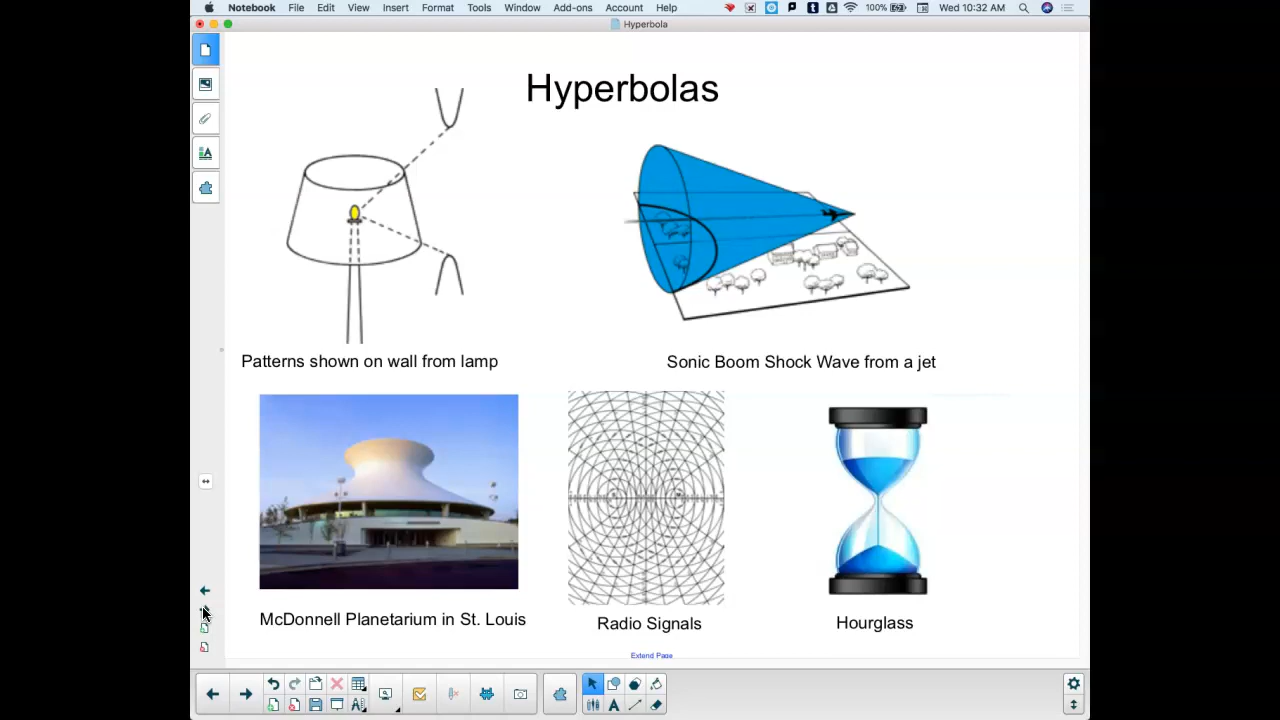 Notebook File Edit View Insert Format Tools Window Add-ons Account Help 100% Wed 10:32 AM
Hyperbola
Hyperbolas
Patterns shown on wall from lamp
Sonic Boom Shock Wave from a jet
McDonnell Planetarium in St. Louis
Radio Signals
Hourglass
Extend Page